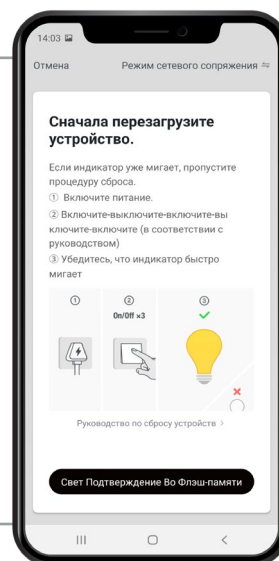 14:03
Отмена
Режим сетевого сопряжения
Сначала перезагрузите
устройство.
Если индикатор уже мигает, пропустите
процедуру сброса.
① Включите питание.
② Включите-выключите-включите-вы
ключите-включите (в соответствии с
руководством)
③ Убедитесь, что индикатор быстро
мигает
① ② ③
On/Off ×3
Руководство по сбросу устройств >
Свет Подтверждение Во Флэш-памяти